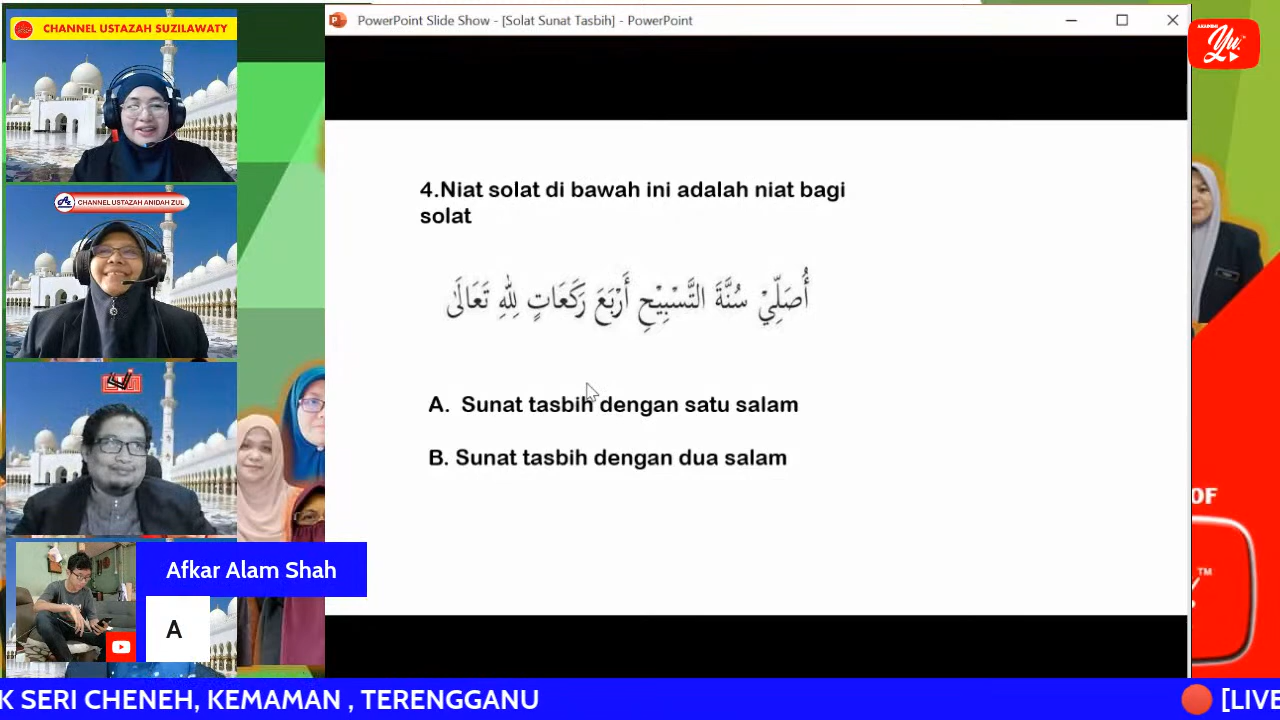 CHANNEL USTAZAH SUZILAWATY
PowerPoint Slide Show - [Solat Sunat Tasbih] - PowerPoint
CHANNEL USTAZAH ANIDAH ZUL
4.Niat solat di bawah ini adalah niat bagi
solat
أُصَلِّيْ سُنَّةَ التَّسْبِيْحِ أَرْبَعَ رَكَعَاتٍ لِلّٰهِ تَعَالَىٰ
A. Sunat tasbih dengan satu salam
B. Sunat tasbih dengan dua salam
OF
TM
Afkar Alam Shah
A
K SERI CHENEH, KEMAMAN , TERENGGANU
[LIVE